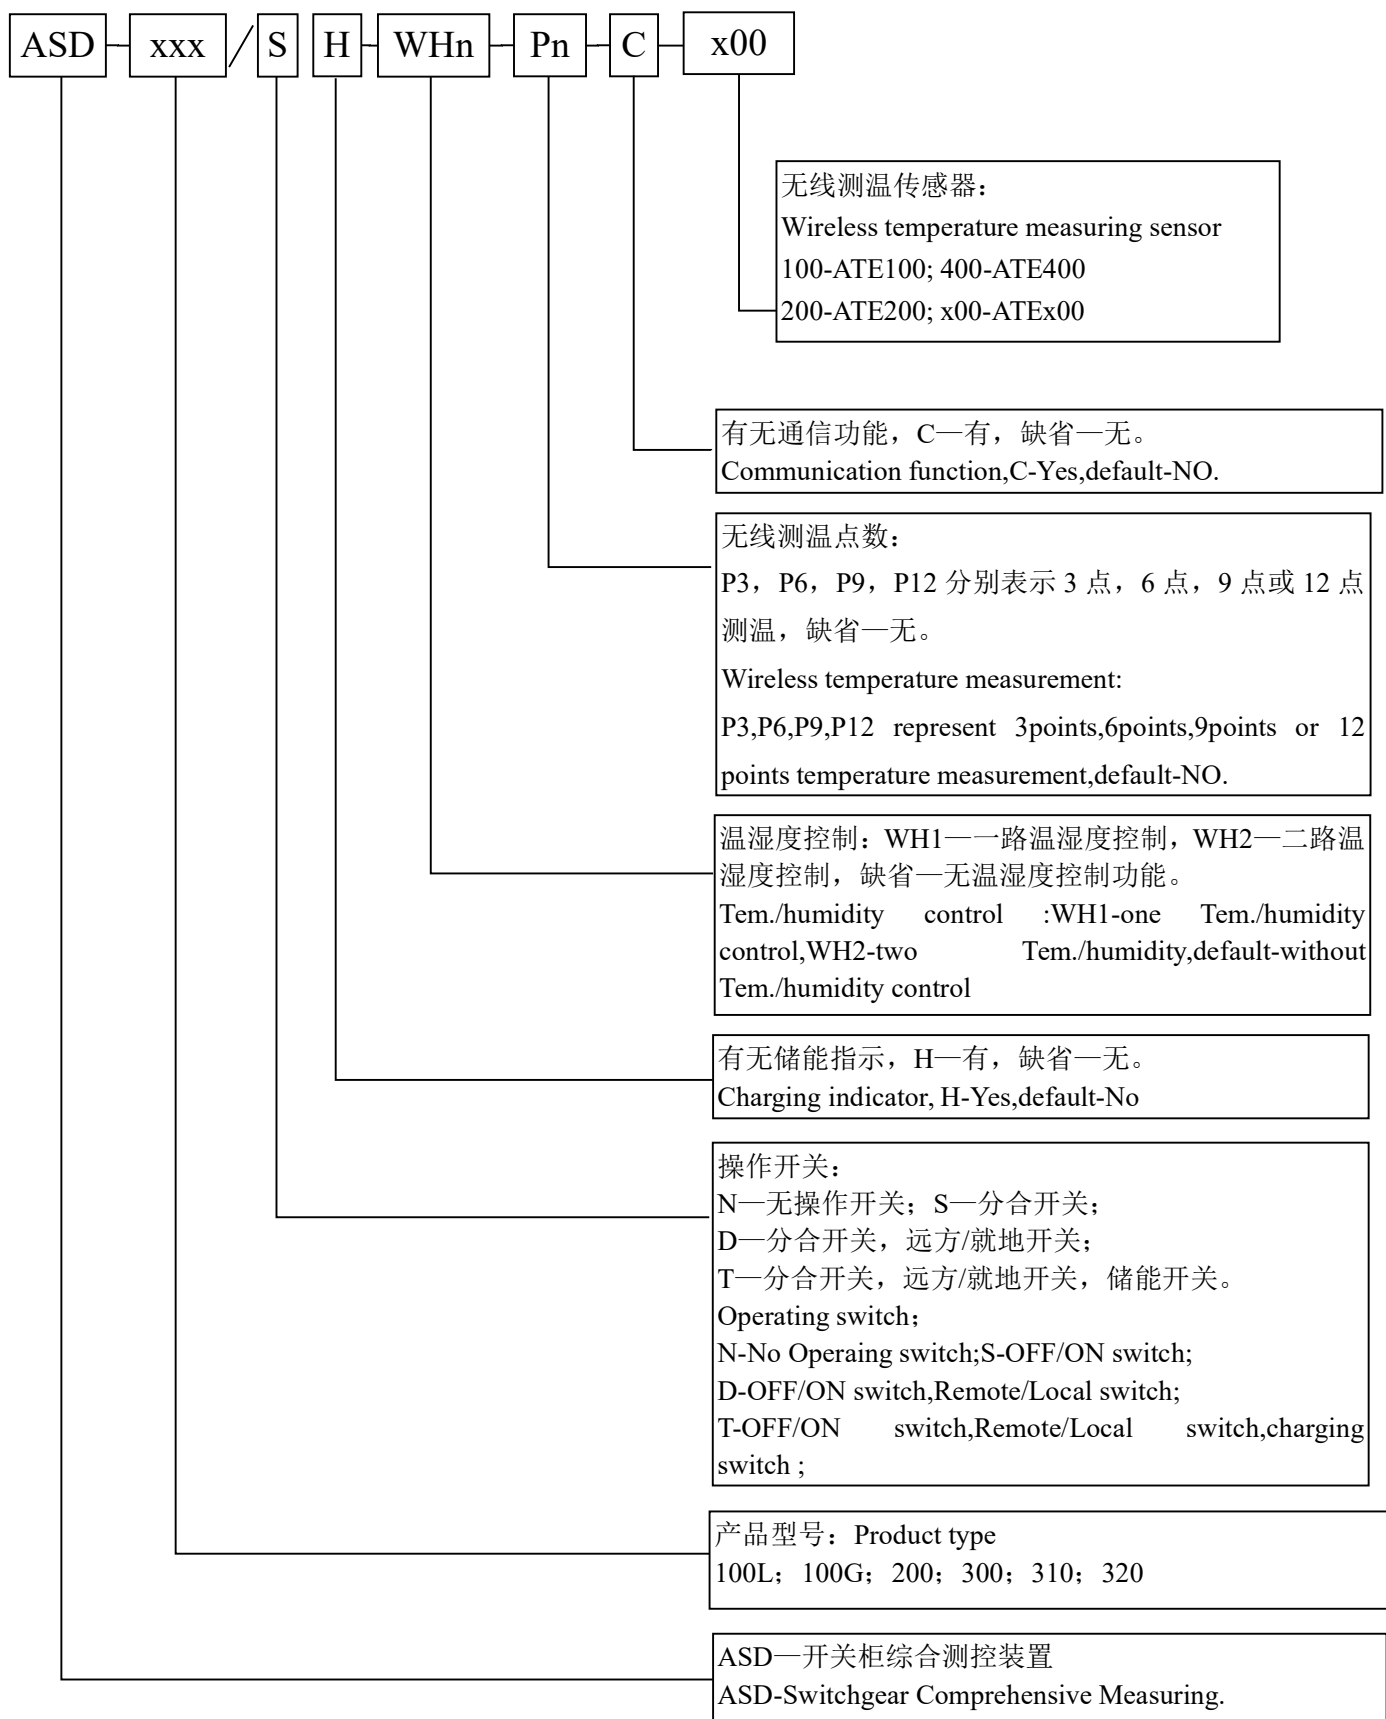 ASD xxx / S H WHn Pn C x00
无线测温传感器：
Wireless temperature measuring sensor
100-ATE100; 400-ATE400
200-ATE200; x00-ATEx00
有无通信功能，C—有，缺省—无。
Communication function,C-Yes,default-NO.
无线测温点数：
P3，P6，P9，P12 分别表示 3 点，6 点，9 点或 12 点
测温，缺省—无。
Wireless temperature measurement:
P3,P6,P9,P12 represent 3points,6points,9points or 12
points temperature measurement,default-NO.
温湿度控制：WH1—一路温湿度控制，WH2—二路温
湿度控制，缺省—无温湿度控制功能。
Tem./humidity control :WH1-one Tem./humidity
control,WH2-two Tem./humidity,default-without
Tem./humidity control
有无储能指示，H—有，缺省—无。
Charging indicator, H-Yes,default-No
操作开关：
N—无操作开关；S—分合开关；
D—分合开关，远方/就地开关；
T—分合开关，远方/就地开关，储能开关。
Operating switch；
N-No Operaing switch;S-OFF/ON switch;
D-OFF/ON switch,Remote/Local switch;
T-OFF/ON switch,Remote/Local switch,charging
switch ;
产品型号：Product type
100L；100G；200；300；310；320
ASD—开关柜综合测控装置
ASD-Switchgear Comprehensive Measuring.